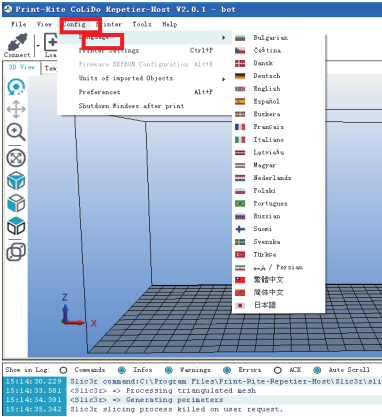 Print-Rite CoLiDo Repetier-Host V2.0.1 - bot
File View Config Printer Tools Help
Connect Loa
Language
Printer Settings Ctrl+P
Firmware EEPROM Configuration Alt+E
Units of imported Objects
Preferences Alt+P
Shutdown Windows after print
3D View Tem
Bulgarian
Čeština
Dansk
Deutsch
English
Español
Euskera
Français
Italiano
Latviešu
Magyar
Nederlands
Polski
Portugues
Russian
Suomi
Svenska
Türkçe
/ Persian
繁體中文
简体中文
日本語
Z
X
Show in Log: Commands Infos Warnings Errors ACK Auto Scroll
15:14:30.229 Slic3r command:C:\Program Files\Print-Rite-Repetier-Host\Slic3r\sli
15:14:33.581 <Slic3r> => Processing triangulated mesh
15:14:34.391 <Slic3r> => Generating perimeters
15:14:35.342 Slic3r slicing process killed on user request.